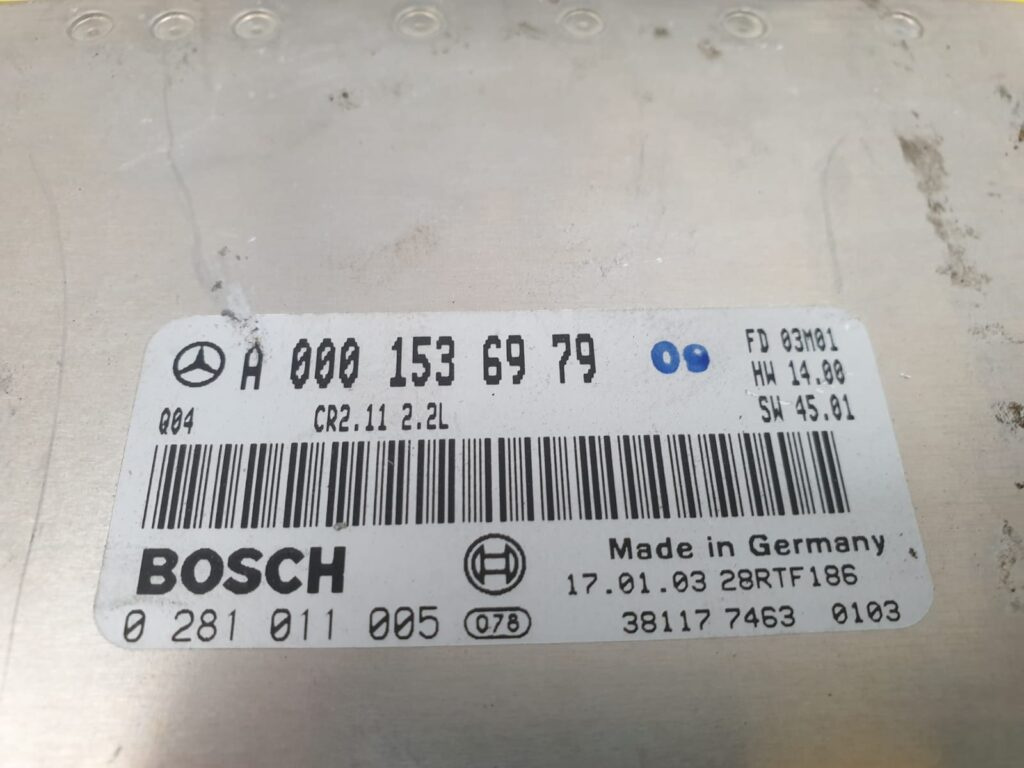 A 000 153 69 79 09 FD 03M01
HW 14.00
Q04 CR2.11 2.2L SW 45.01
BOSCH Made in Germany
17.01.03 28RTF186
0 281 011 005 078 38117 7463 0103